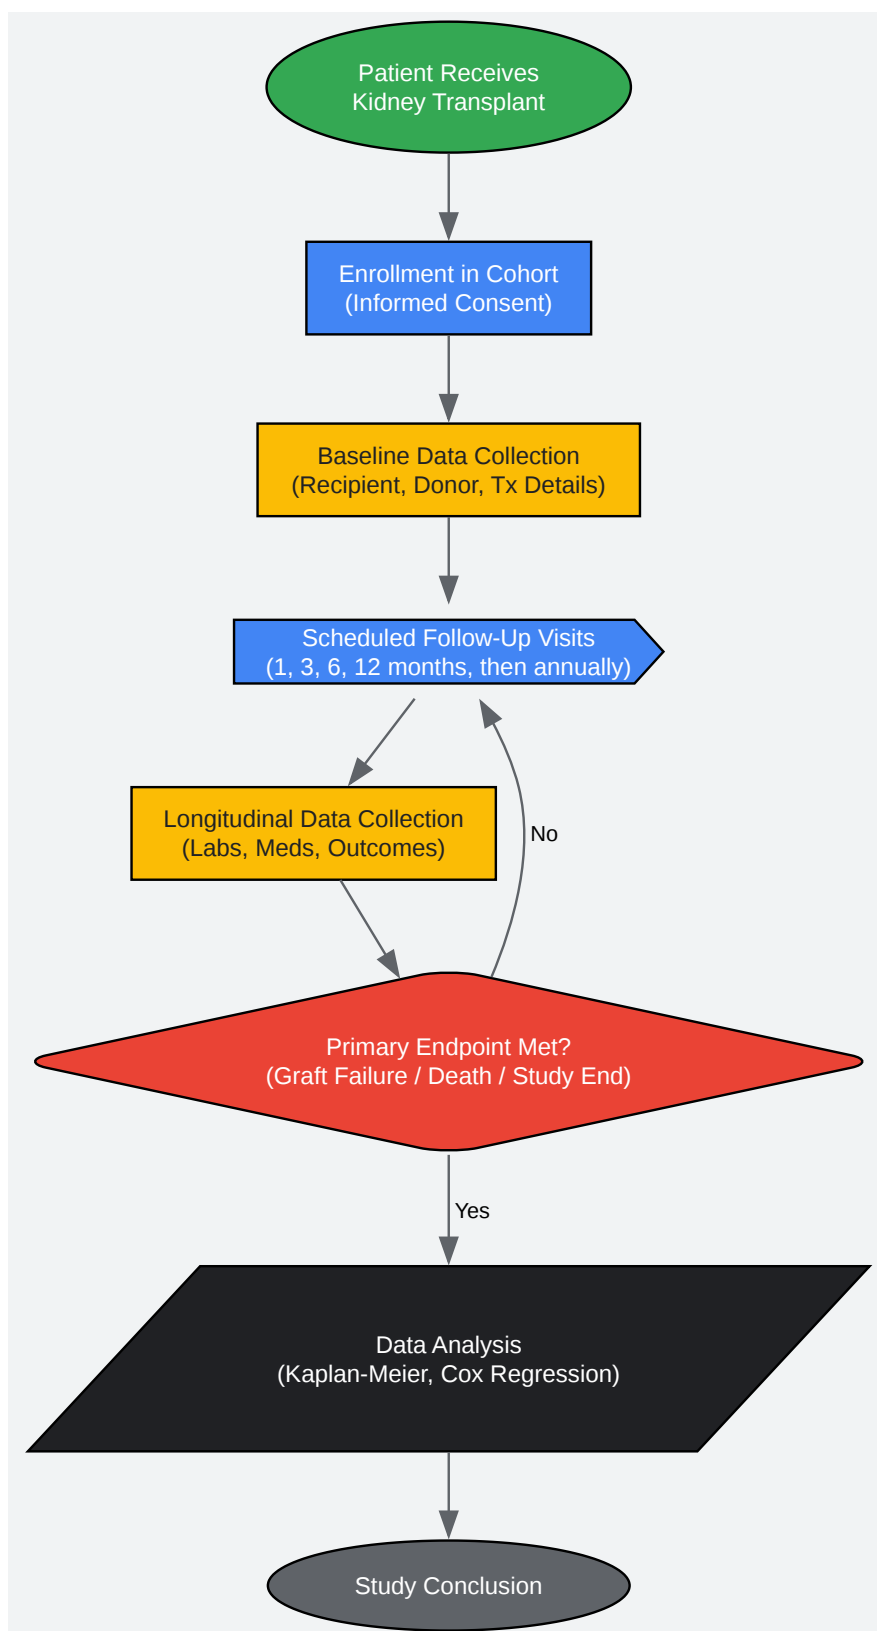 Patient Receives
Kidney Transplant
Enrollment in Cohort
(Informed Consent)
Baseline Data Collection
(Recipient, Donor, Tx Details)
Scheduled Follow-Up Visits
(1, 3, 6, 12 months, then annually)
Longitudinal Data Collection
(Labs, Meds, Outcomes)
No
Primary Endpoint Met?
(Graft Failure / Death / Study End)
Yes
Data Analysis
(Kaplan-Meier, Cox Regression)
Study Conclusion